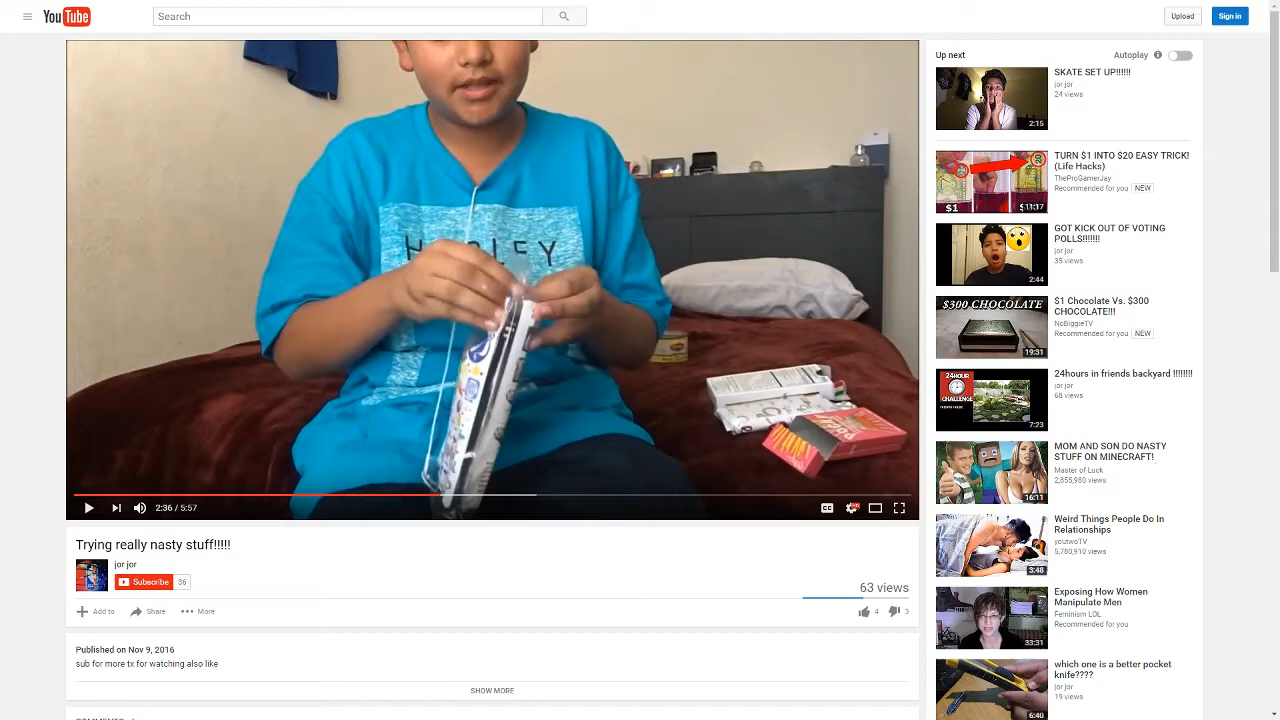 YouTube
Search
Upload
Sign in
HURLEY
POCKY
2:36 / 5:57
CC
HD
Trying really nasty stuff!!!!!
jor jor
Subscribe 36
63 views
Add to
Share
More
4
3
Published on Nov 9, 2016
sub for more tx for watching also like
SHOW MORE
Up next
Autoplay
SKATE SET UP!!!!!!
jor jor
24 views
2:15
TURN $1 INTO $20 EASY TRICK!
(Life Hacks)
TheProGamerJay
Recommended for you NEW
$1
11:17
GOT KICK OUT OF VOTING
POLLS!!!!!!!
jor jor
35 views
2:44
$300 CHOCOLATE
$1 Chocolate Vs. $300
CHOCOLATE!!!
NoBiggieTV
Recommended for you NEW
19:31
24HOUR
CHALLENGE
24hours in friends backyard !!!!!!!!
jor jor
68 views
7:23
MOM AND SON DO NASTY
STUFF ON MINECRAFT!
Master of Luck
2,855,980 views
16:11
Weird Things People Do In
Relationships
youtwoTV
5,780,910 views
3:48
Exposing How Women
Manipulate Men
Feminism LOL
Recommended for you
33:31
which one is a better pocket
knife????
jor jor
19 views
6:40